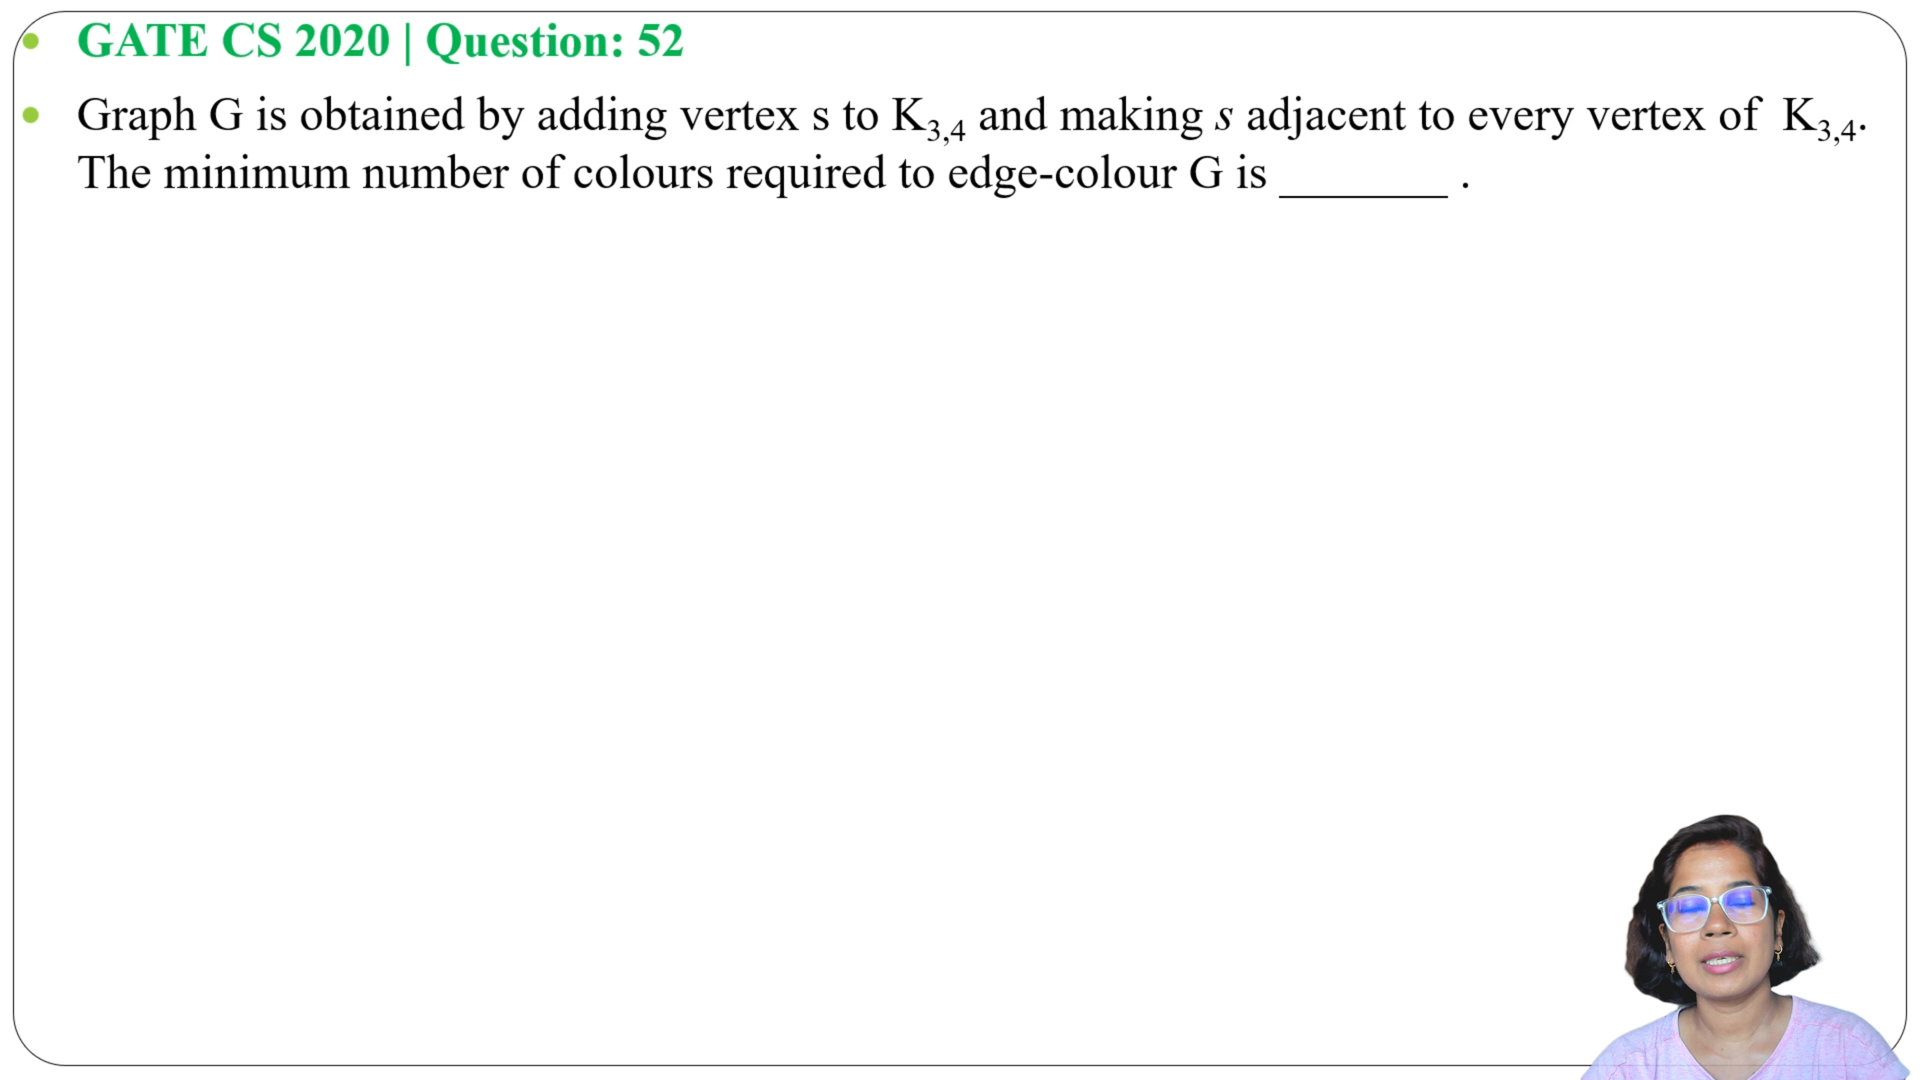 GATE CS 2020 | Question: 52
Graph G is obtained by adding vertex s to K3,4 and making s adjacent to every vertex of K3,4.
The minimum number of colours required to edge-colour G is ________ .